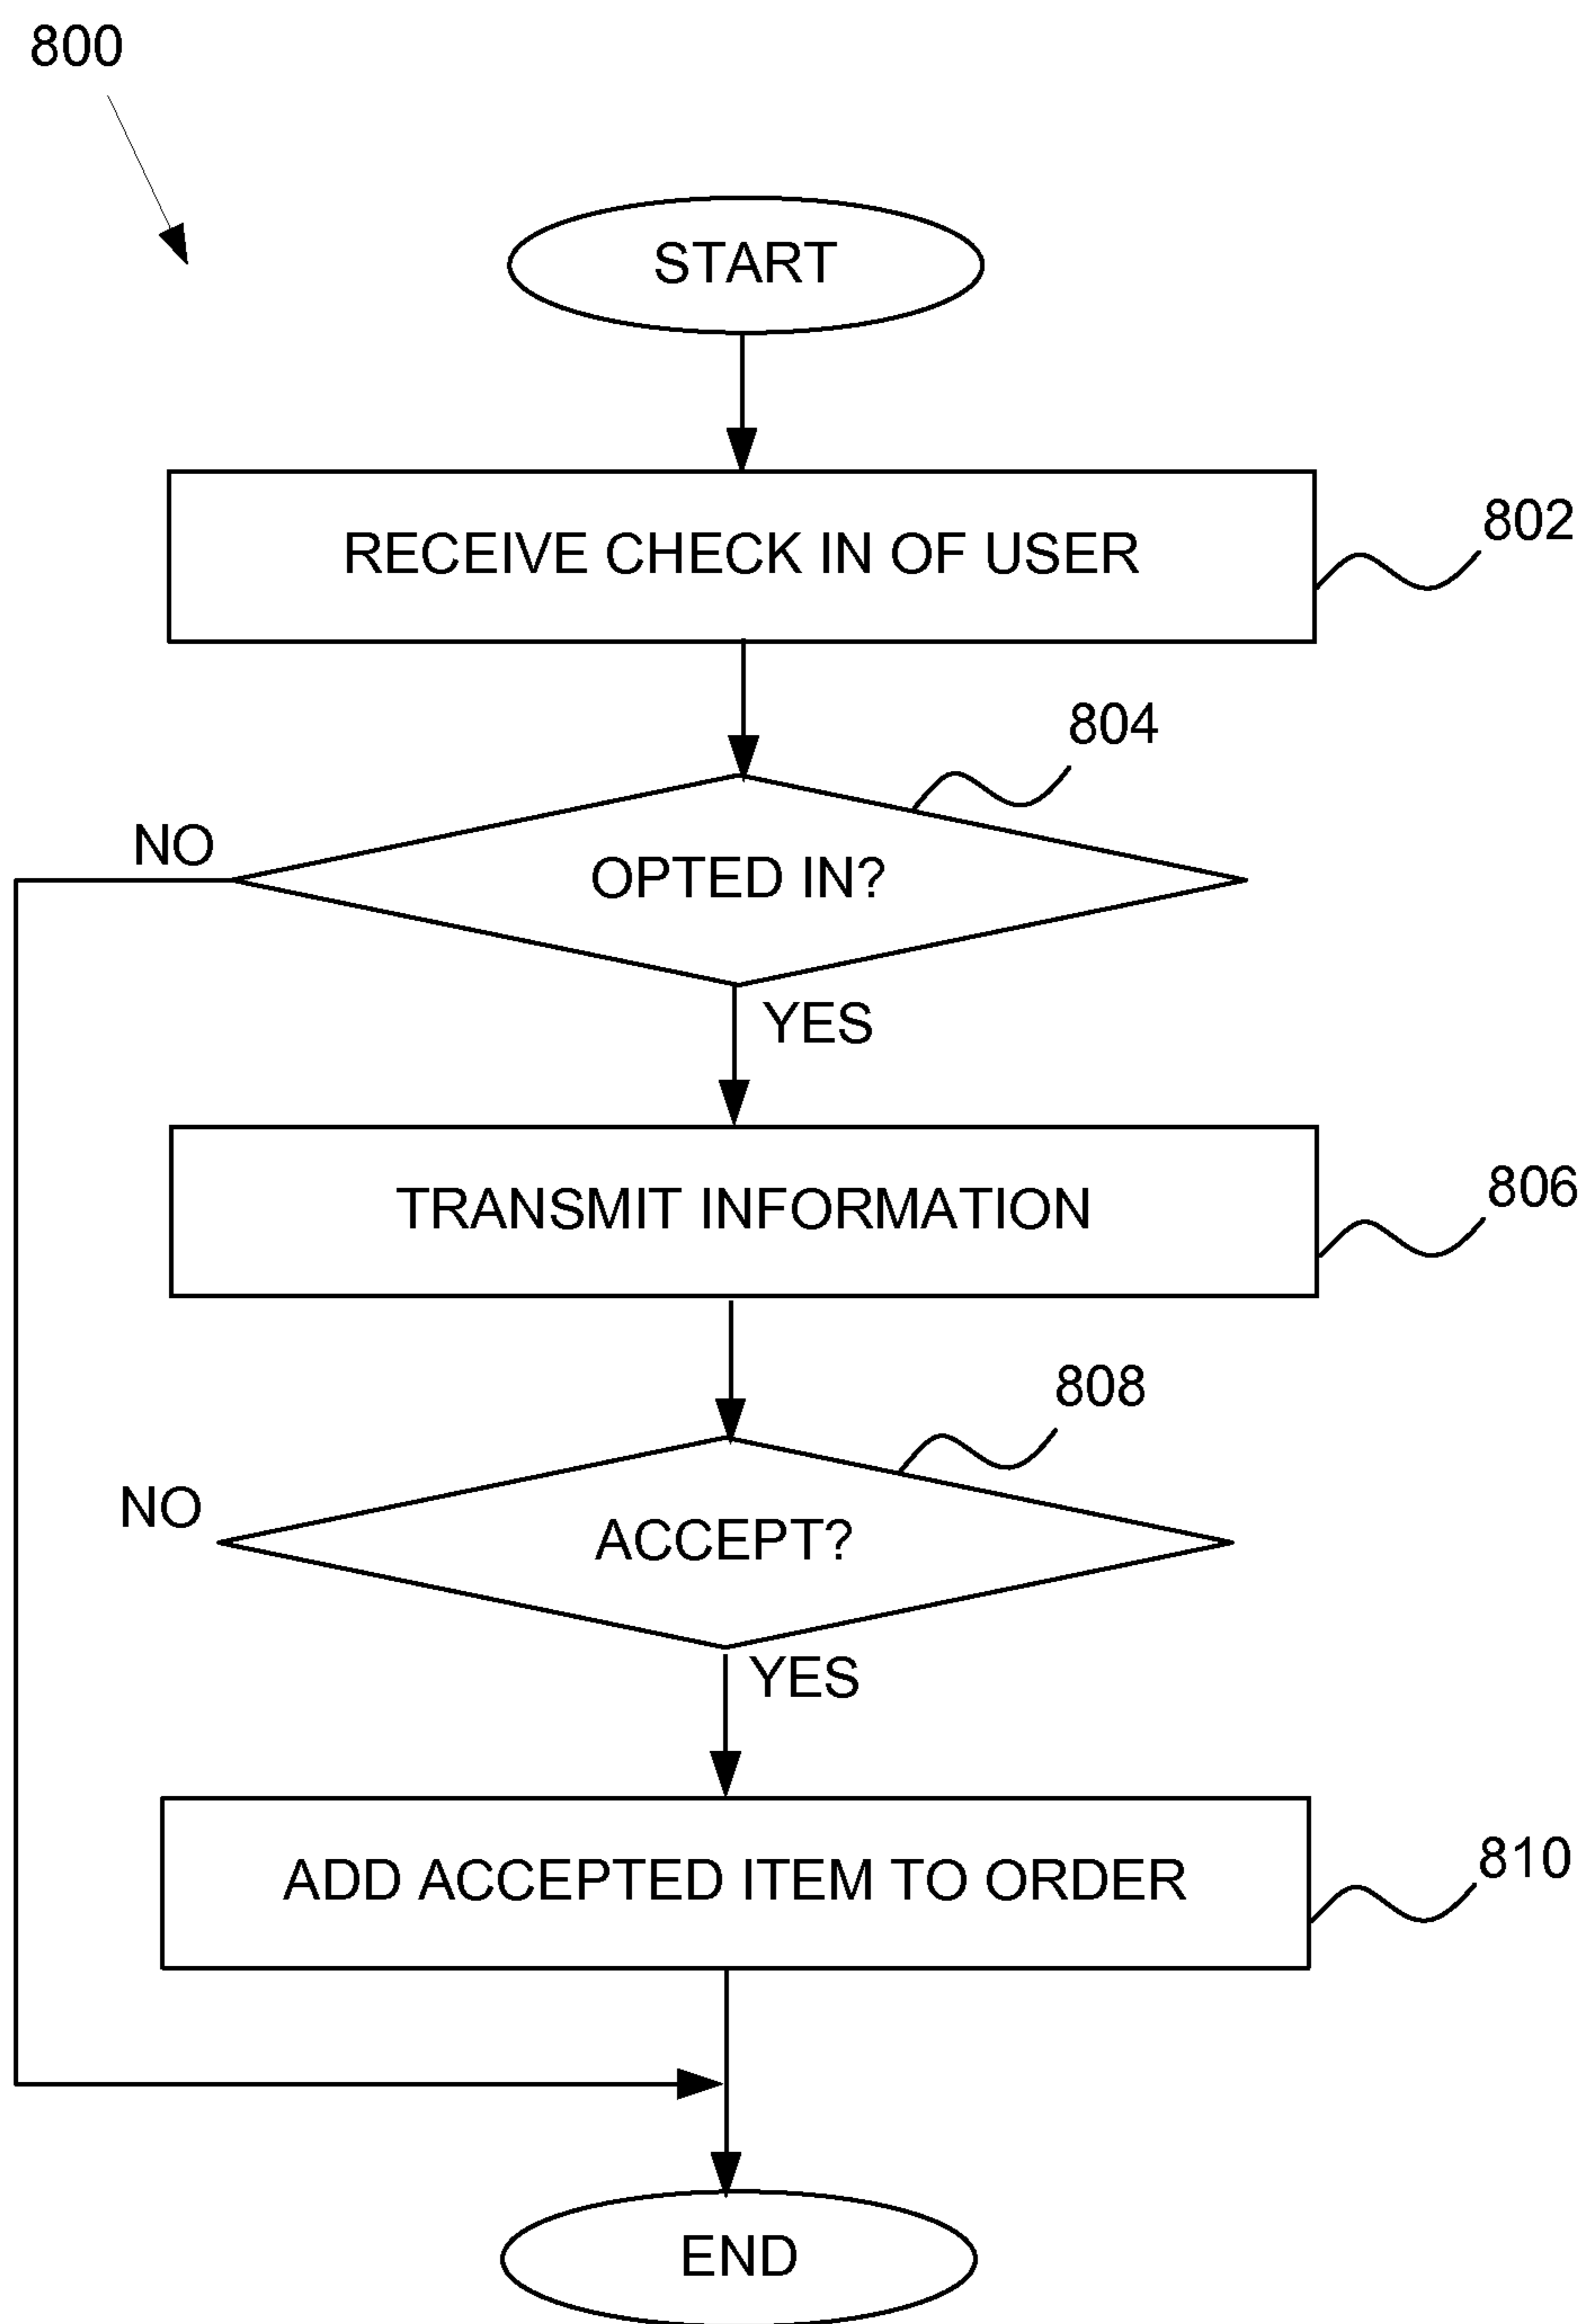 800
START
RECEIVE CHECK IN OF USER
802
804
NO
OPTED IN?
YES
TRANSMIT INFORMATION
806
808
NO
ACCEPT?
YES
ADD ACCEPTED ITEM TO ORDER
810
END